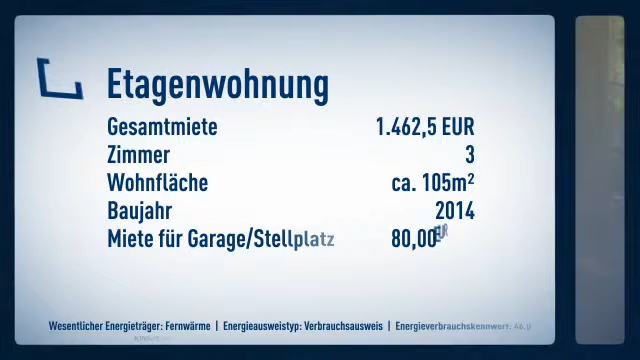 Etagenwohnung
Gesamtmiete 1.462,5 EUR
Zimmer 3
Wohnfläche ca. 105m²
Baujahr 2014
Miete für Garage/Stellplatz 80,00 EUR
Wesentlicher Energieträger: Fernwärme | Energieausweistyp: Verbrauchsausweis | Energieverbrauchskennwert: